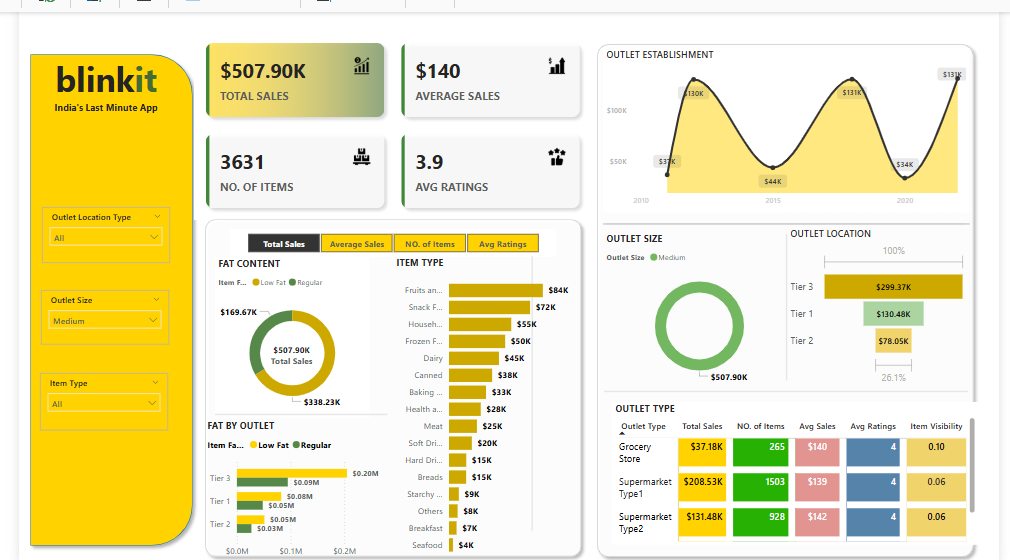 blinkit
India's Last Minute App
Outlet Location Type
All
Outlet Size
Medium
Item Type
All
$507.90K
TOTAL SALES
$140
AVERAGE SALES
3631
NO. OF ITEMS
3.9
AVG RATINGS
Total Sales
Average Sales
NO. of Items
Avg Ratings
FAT CONTENT
Item F... Low Fat Regular
$169.67K
$507.90K
Total Sales
$338.23K
FAT BY OUTLET
Item Fa... Low Fat Regular
Tier 3 $0.20M
$0.09M
Tier 1 $0.08M
$0.05M
Tier 2 $0.05M
$0.03M
$0.0M $0.1M $0.2M
ITEM TYPE
Fruits an... $84K
Snack F... $72K
Househ... $55K
Frozen F... $50K
Dairy $45K
Canned $38K
Baking ... $33K
Health a... $28K
Meat $25K
Soft Dri... $20K
Hard Dri... $15K
Breads $15K
Starchy ... $9K
Others $8K
Breakfast $7K
Seafood $4K
OUTLET ESTABLISHMENT
$100K
$50K
$37K
$130K
$44K
$131K
$34K
$131K
2010 2015 2020
OUTLET SIZE
Outlet Size Medium
$507.90K
OUTLET LOCATION
100%
Tier 3 $299.37K
Tier 1 $130.48K
Tier 2 $78.05K
26.1%
OUTLET TYPE
Outlet Type Total Sales NO. of Items Avg Sales Avg Ratings Item Visibility
Grocery Store $37.18K 265 $140 4 0.10
Supermarket Type1 $208.53K 1503 $139 4 0.06
Supermarket Type2 $131.48K 928 $142 4 0.06